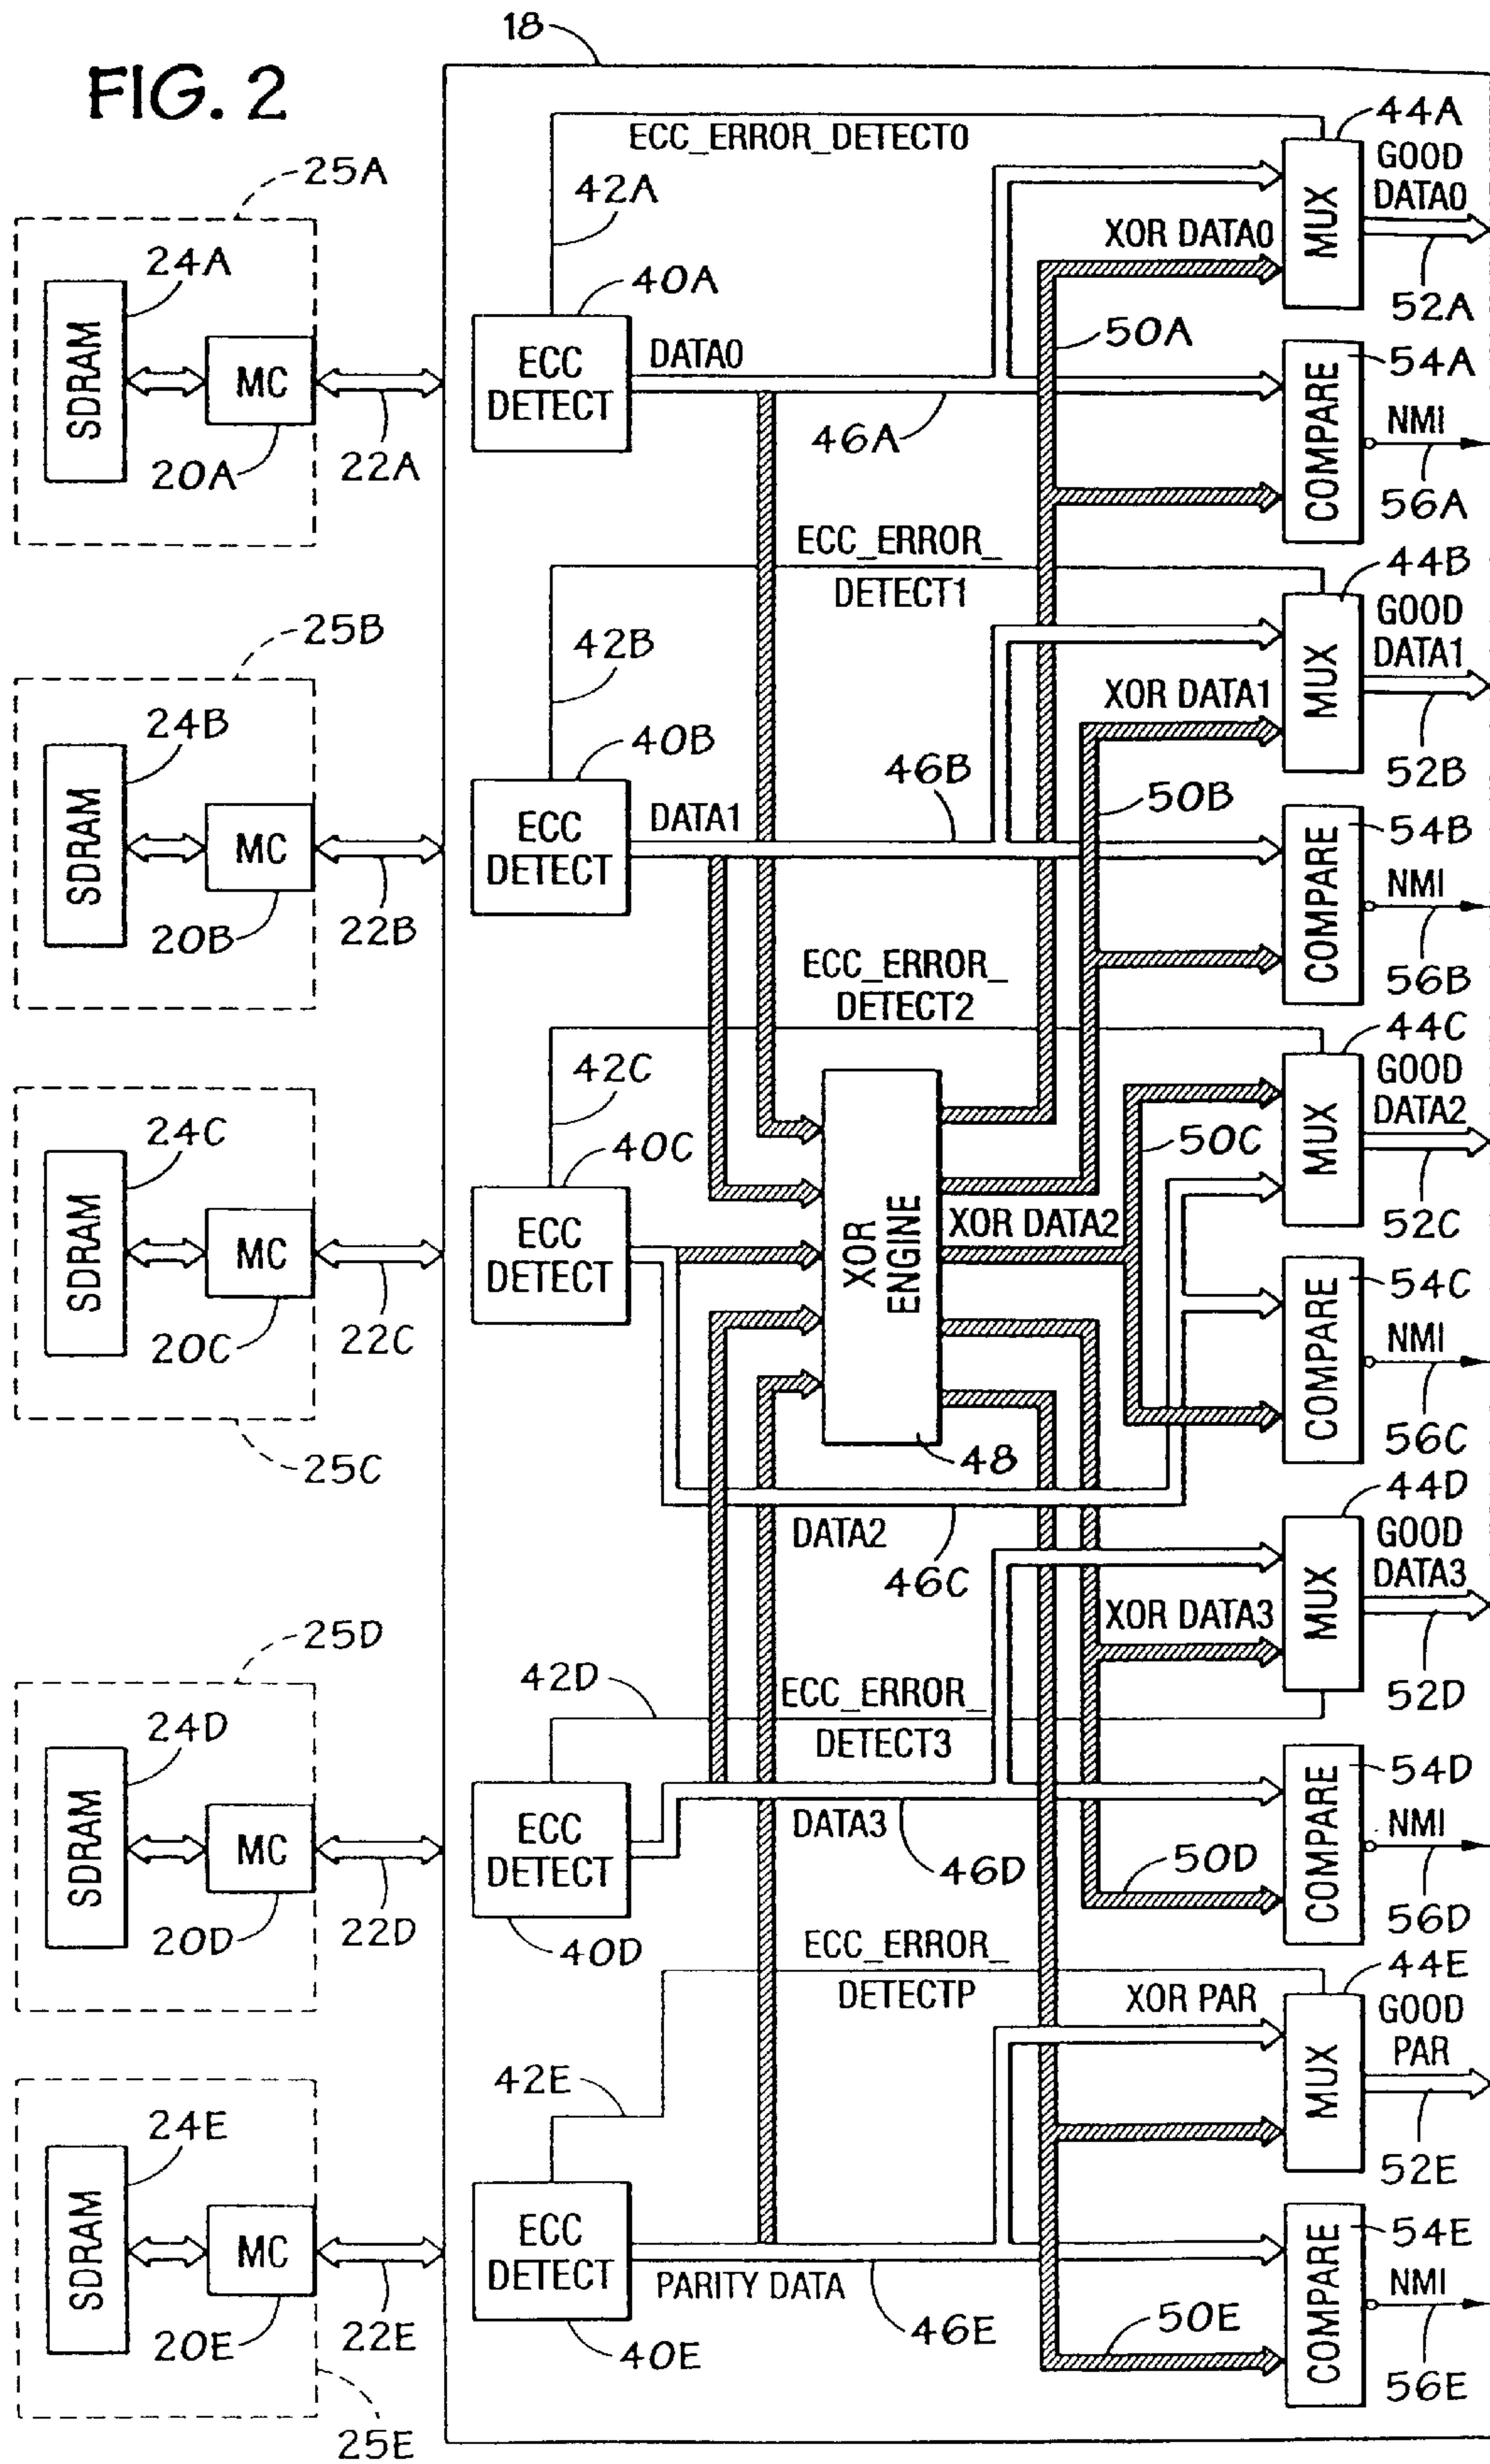 FIG. 2
18
ECC_ERROR_DETECT0
44A
GOOD
DATA0
25A
42A
XOR DATA0
MUX
52A
24A
SDRAM
MC
20A
22A
40A
ECC
DETECT
DATA0
46A
50A
54A
COMPARE
NMI
56A
ECC_ERROR_
DETECT1
44B
GOOD
DATA1
25B
42B
XOR DATA1
MUX
52B
24B
SDRAM
MC
20B
22B
40B
ECC
DETECT
DATA1
46B
50B
54B
COMPARE
NMI
56B
ECC_ERROR_
DETECT2
44C
GOOD
DATA2
42C
50C
MUX
52C
24C
SDRAM
MC
20C
22C
25C
40C
ECC
DETECT
XOR
ENGINE
48
XOR DATA2
54C
COMPARE
NMI
56C
DATA2
46C
44D
GOOD
DATA3
25D
42D
XOR DATA3
MUX
52D
ECC_ERROR_
DETECT3
24D
SDRAM
MC
20D
22D
ECC
DETECT
40D
DATA3
46D
50D
54D
COMPARE
NMI
56D
ECC_ERROR_
DETECTP
44E
GOOD
PAR
42E
XOR PAR
MUX
52E
24E
SDRAM
MC
20E
22E
25E
ECC
DETECT
40E
PARITY DATA
46E
50E
54E
COMPARE
NMI
56E